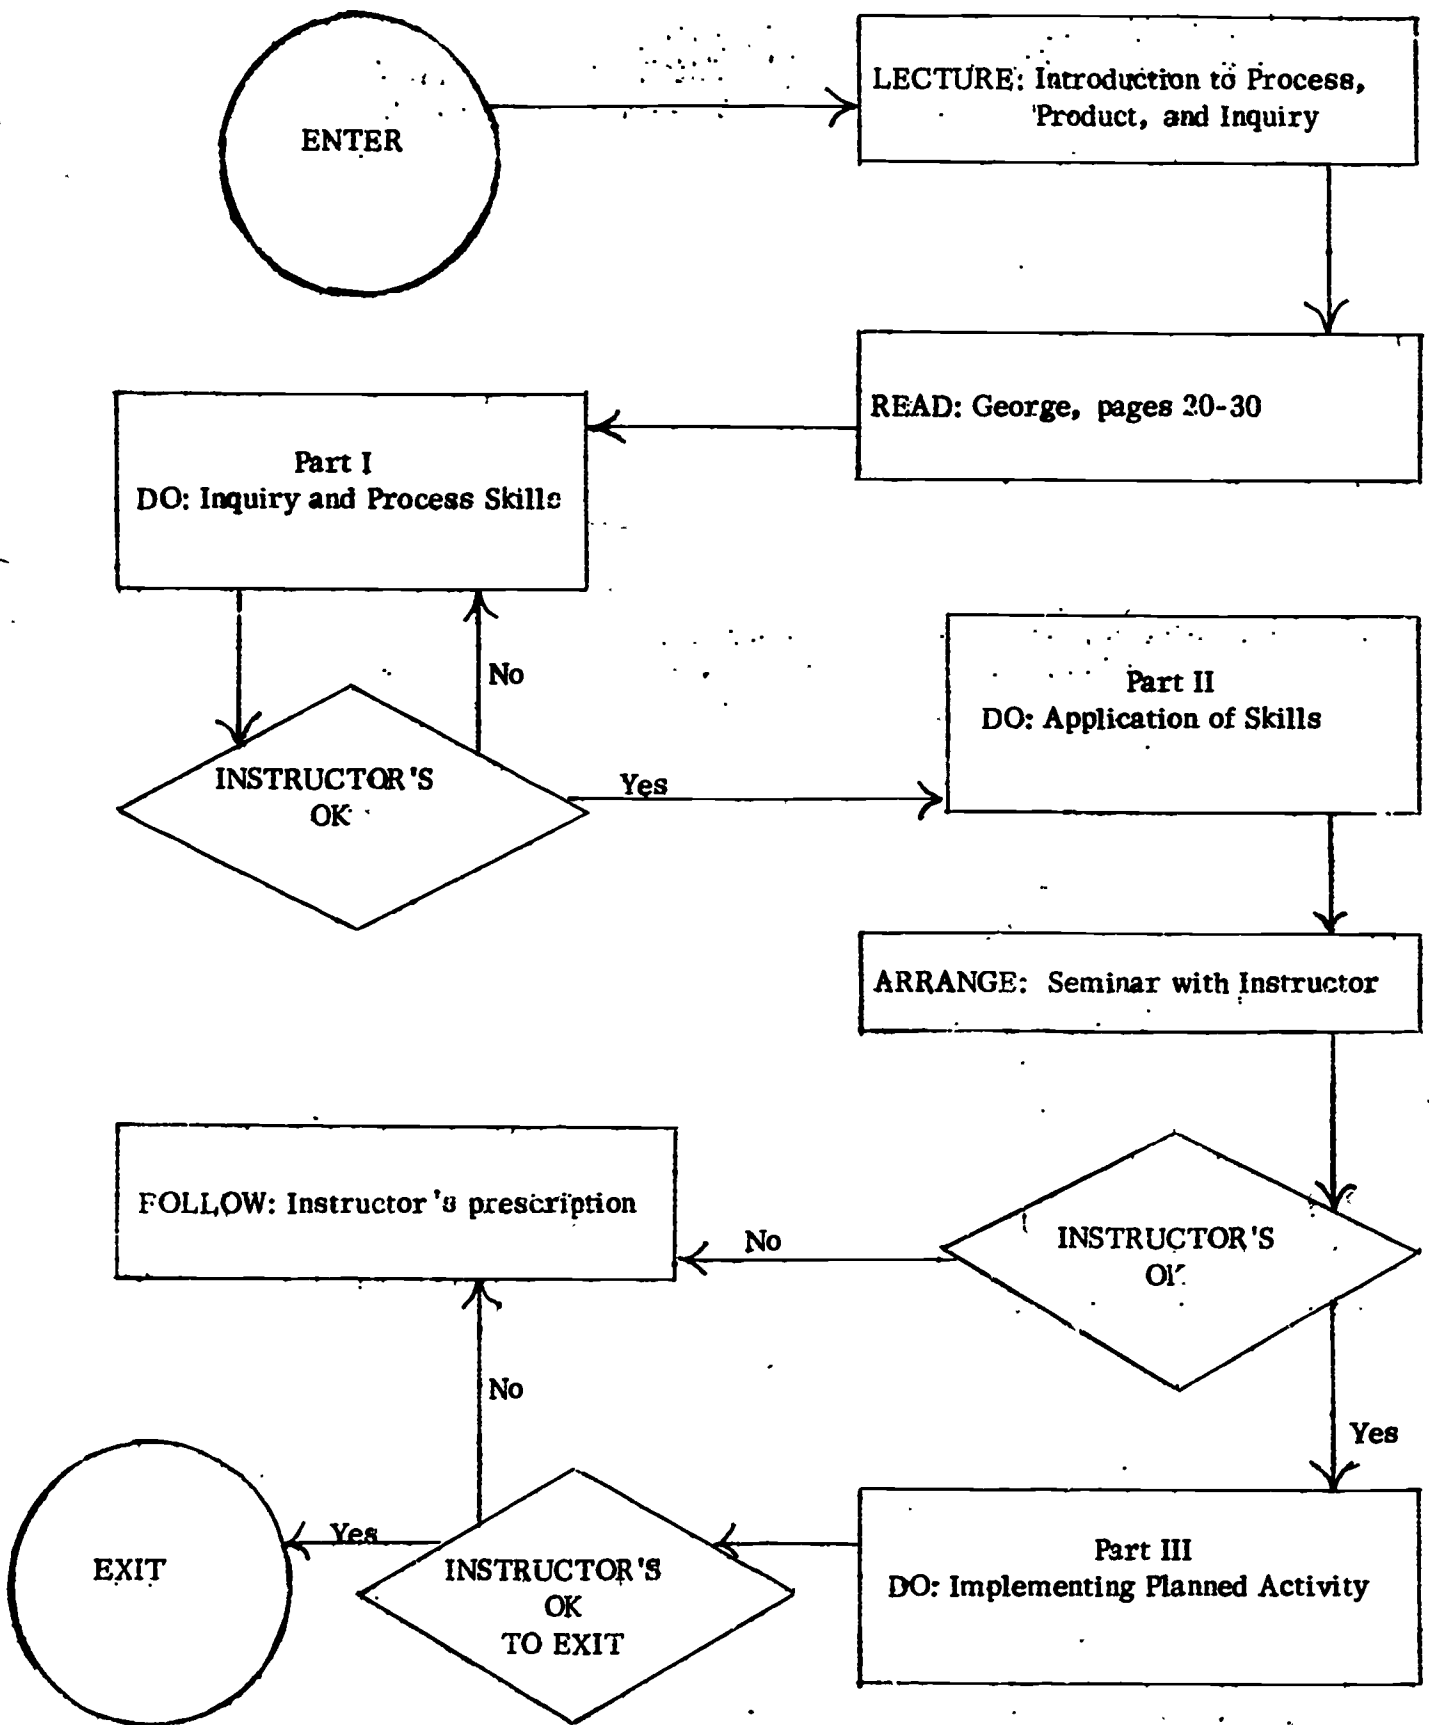 ENTER
LECTURE: Introduction to Process,
Product, and Inquiry
READ: George, pages 20-30
Part I
DO: Inquiry and Process Skills
No
INSTRUCTOR'S
OK
Yes
Part II
DO: Application of Skills
ARRANGE: Seminar with Instructor
INSTRUCTOR'S
OK
No
FOLLOW: Instructor's prescription
Yes
Part III
DO: Implementing Planned Activity
INSTRUCTOR'S
OK
TO EXIT
No
Yes
EXIT